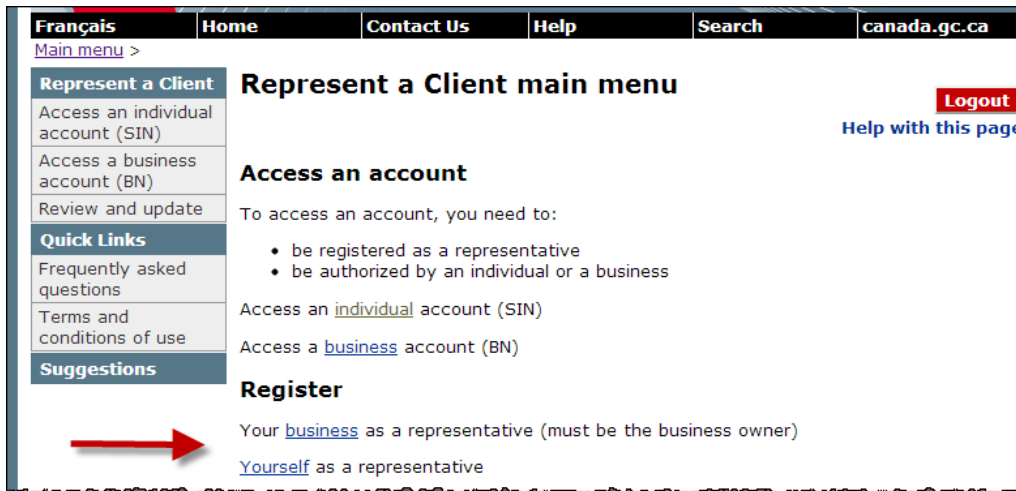 Français Home Contact Us Help Search canada.gc.ca
Main menu >
Represent a Client
Access an individual
account (SIN)
Access a business
account (BN)
Review and update
Quick Links
Frequently asked
questions
Terms and
conditions of use
Suggestions
Represent a Client main menu
Logout
Help with this page
Access an account
To access an account, you need to:
• be registered as a representative
• be authorized by an individual or a business
Access an individual account (SIN)
Access a business account (BN)
Register
Your business as a representative (must be the business owner)
Yourself as a representative